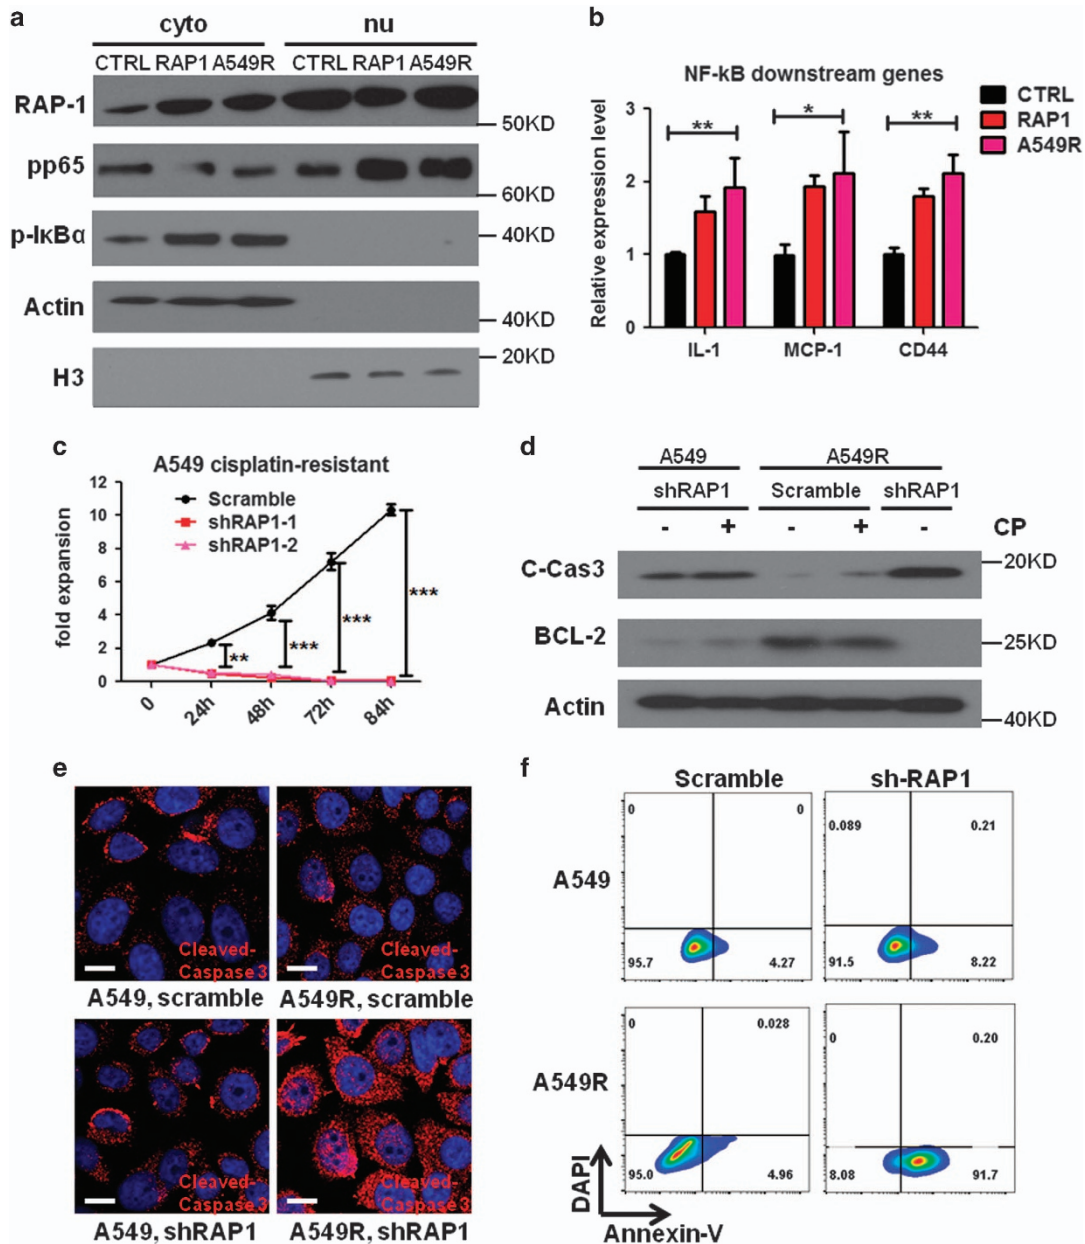 a
cyto nu
CTRL RAP1 A549R CTRL RAP1 A549R
RAP-1
50KD
pp65
60KD
p-IκBα
40KD
Actin
40KD
20KD
H3
b
NF-kB downstream genes
CTRL
RAP1
A549R
Relative expression level
3
2
1
0
** * **
IL-1 MCP-1 CD44
c
A549 cisplatin-resistant
Scramble
shRAP1-1
shRAP1-2
fold expansion
12
10
8
6
4
2
0
** *** *** ***
0 24h 48h 72h 84h
d
A549 A549R
shRAP1 Scramble shRAP1
- + - + - CP
C-Cas3
20KD
BCL-2
25KD
Actin
40KD
e
Cleaved-
Caspase3
Cleaved-
Caspase3
A549, scramble A549R, scramble
Cleaved-
Caspase3
Cleaved-
Caspase3
A549, shRAP1 A549R, shRAP1
f
Scramble sh-RAP1
A549
0 0
95.7 4.27
0.089 0.21
91.5 8.22
A549R
0 0.028
95.0 4.96
0 0.20
8.08 91.7
DAPI
Annexin-V